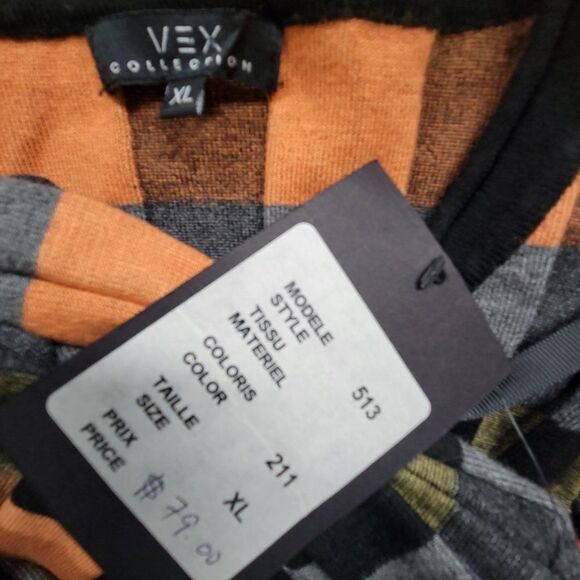 VEX
COLLECTION
XL
MODELE
STYLE 513
TISSU
MATERIEL
COLORIS
COLOR 211
TAILLE
SIZE XL
PRIX
PRICE $79.00